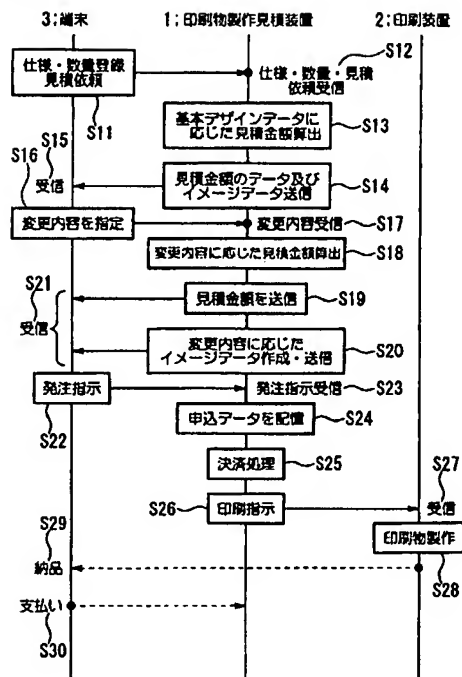 3:端末
1:印刷物製作見積装置
2:印刷装置
仕様・数量登録
見積依頼
S11
S12
仕様・数量・見積
依頼受信
基本デザインデータに
応じた見積金額算出
S13
S15
S16
受信
見積金額のデータ及び
イメージデータ送信
S14
変更内容を指定
変更内容受信
S17
変更内容に応じた見積金額算出
S18
S21
受信
見積金額を送信
S19
変更内容に応じた
イメージデータ作成・送信
S20
発注指示
発注指示受信
S23
S22
申込データを記憶
S24
決済処理
S25
S27
S26
印刷指示
受信
S29
印刷物製作
納品
S28
支払い
S30